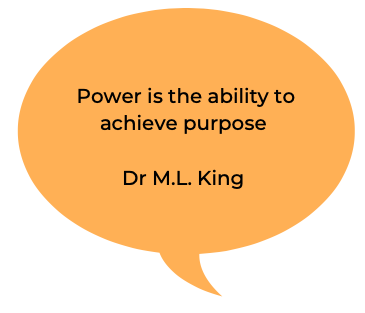 Power is the ability to
achieve purpose
Dr M.L. King